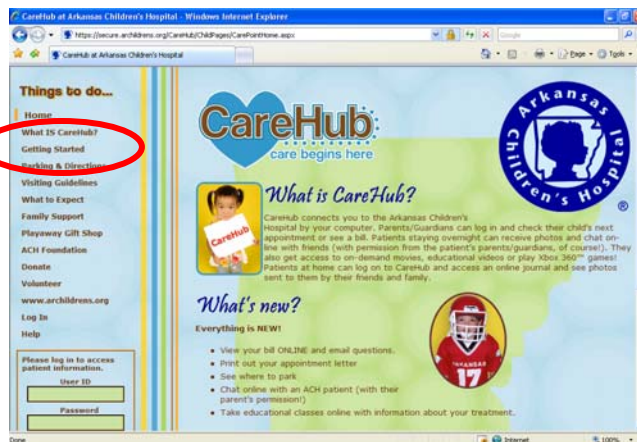 CareHub at Arkansas Children's Hospital - Windows Internet Explorer
https://secure.archildrens.org/CareHub/ChildPages/CarePointHome.aspx
Google
CareHub at Arkansas Children's Hospital
Page
Tools
Things to do...
Home
What IS CareHub?
Getting Started
Parking & Directions
Visiting Guidelines
What to Expect
Family Support
Playaway Gift Shop
ACH Foundation
Donate
Volunteer
www.archildrens.org
Log In
Help
Please log in to access
patient information.
User ID
Password
CareHub
care begins here
Arkansas
Children's Hospital
®
CareHub
What is CareHub?
CareHub connects you to the Arkansas Children's
Hospital by your computer. Parents/Guardians can log in and check their child's next
appointment or see a bill. Patients staying overnight can receive photos and chat on-
line with friends (with permission from the patient's parents/guardians, of course!). They
also get access to on-demand movies, educational videos or play Xbox 360™ games!
Patients at home can log on to CareHub and access an online journal and see photos
sent to them by their friends and family.
What's new?
Everything is NEW!
• View your bill ONLINE and email questions.
• Print out your appointment letter
• See where to park
• Chat online with an ACH patient (with their
parent's permission!)
• Take educational classes online with information about your treatment.
ARKANSAS
17
Done
Internet
100%